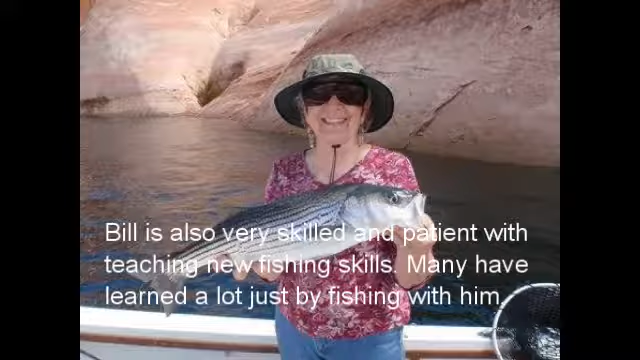 Bill is also very skilled and patient with
teaching new fishing skills. Many have
learned a lot just by fishing with him.